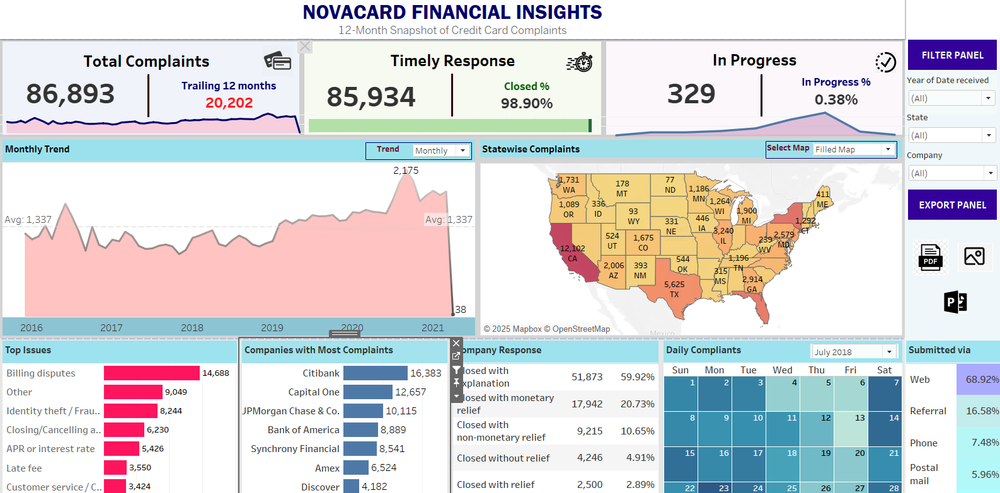 NOVACARD FINANCIAL INSIGHTS
12-Month Snapshot of Credit Card Complaints
Total Complaints
86,893
Trailing 12 months
20,202
Timely Response
85,934
Closed %
98.90%
In Progress
329
In Progress %
0.38%
FILTER PANEL
Year of Date received
(All)
State
(All)
Company
(All)
EXPORT PANEL
PDF
P
Monthly Trend
Trend
Monthly
2,175
Avg: 1,337
Avg: 1,337
38
2016 2017 2018 2019 2020 2021
Statewise Complaints
Select Map
Filled Map
1,731
WA
178
MT
77
ND
1,186
MN
411
ME
1,089
OR
336
ID
93
WY
1,264
WI
1,900
MI
1,292
CT
446
IA
331
NE
3,240
IL
2,579
239
WV
MD
524
UT
1,675
CO
12,102
CA
2,006
AZ
393
NM
544
OK
1,196
TN
315
MS
2,914
GA
5,625
TX
Mexico
© 2025 Mapbox © OpenStreetMap
Top Issues
Billing disputes 14,688
Other 9,049
Identity theft / Frau.. 8,244
Closing/Cancelling a.. 6,230
APR or interest rate 5,426
Late fee 3,550
Customer service / C.. 3,424
Companies with Most Complaints
Citibank 16,383
Capital One 12,657
JPMorgan Chase & Co. 10,115
Bank of America 8,889
Synchrony Financial 8,541
Amex 6,524
Discover 4,182
ompany Response
losed with
xplanation 51,873 59.92%
losed with monetary
relief 17,942 20.73%
Closed with
non-monetary relief 9,215 10.65%
Closed without relief 4,246 4.91%
Closed with relief 2,500 2.89%
Daily Compliants
July 2018
Sun Mon Tue Wed Thu Fri Sat
1 2 3 4 5 6 7
8 9 10 11 12 13 14
15 16 17 18 19 20 21
22 23 24 25 26 27 28
Submitted via
Web 68.92%
Referral 16.58%
Phone 7.48%
Postal
mail 5.96%